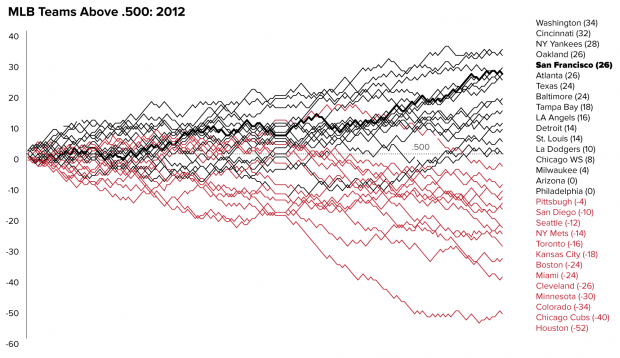 MLB Teams Above .500: 2012
40
30
20
10
0
-10
-20
-30
-40
-50
-60
.500
Washington (34)
Cincinnati (32)
NY Yankees (28)
Oakland (26)
San Francisco (26)
Atlanta (26)
Texas (24)
Baltimore (24)
Tampa Bay (18)
LA Angels (16)
Detroit (14)
St. Louis (14)
La Dodgers (10)
Chicago WS (8)
Milwaukee (4)
Arizona (0)
Philadelphia (0)
Pittsbugh (-4)
San Diego (-10)
Seattle (-12)
NY Mets (-14)
Toronto (-16)
Kansas City (-18)
Boston (-24)
Miami (-24)
Cleveland (-26)
Minnesota (-30)
Colorado (-34)
Chicago Cubs (-40)
Houston (-52)